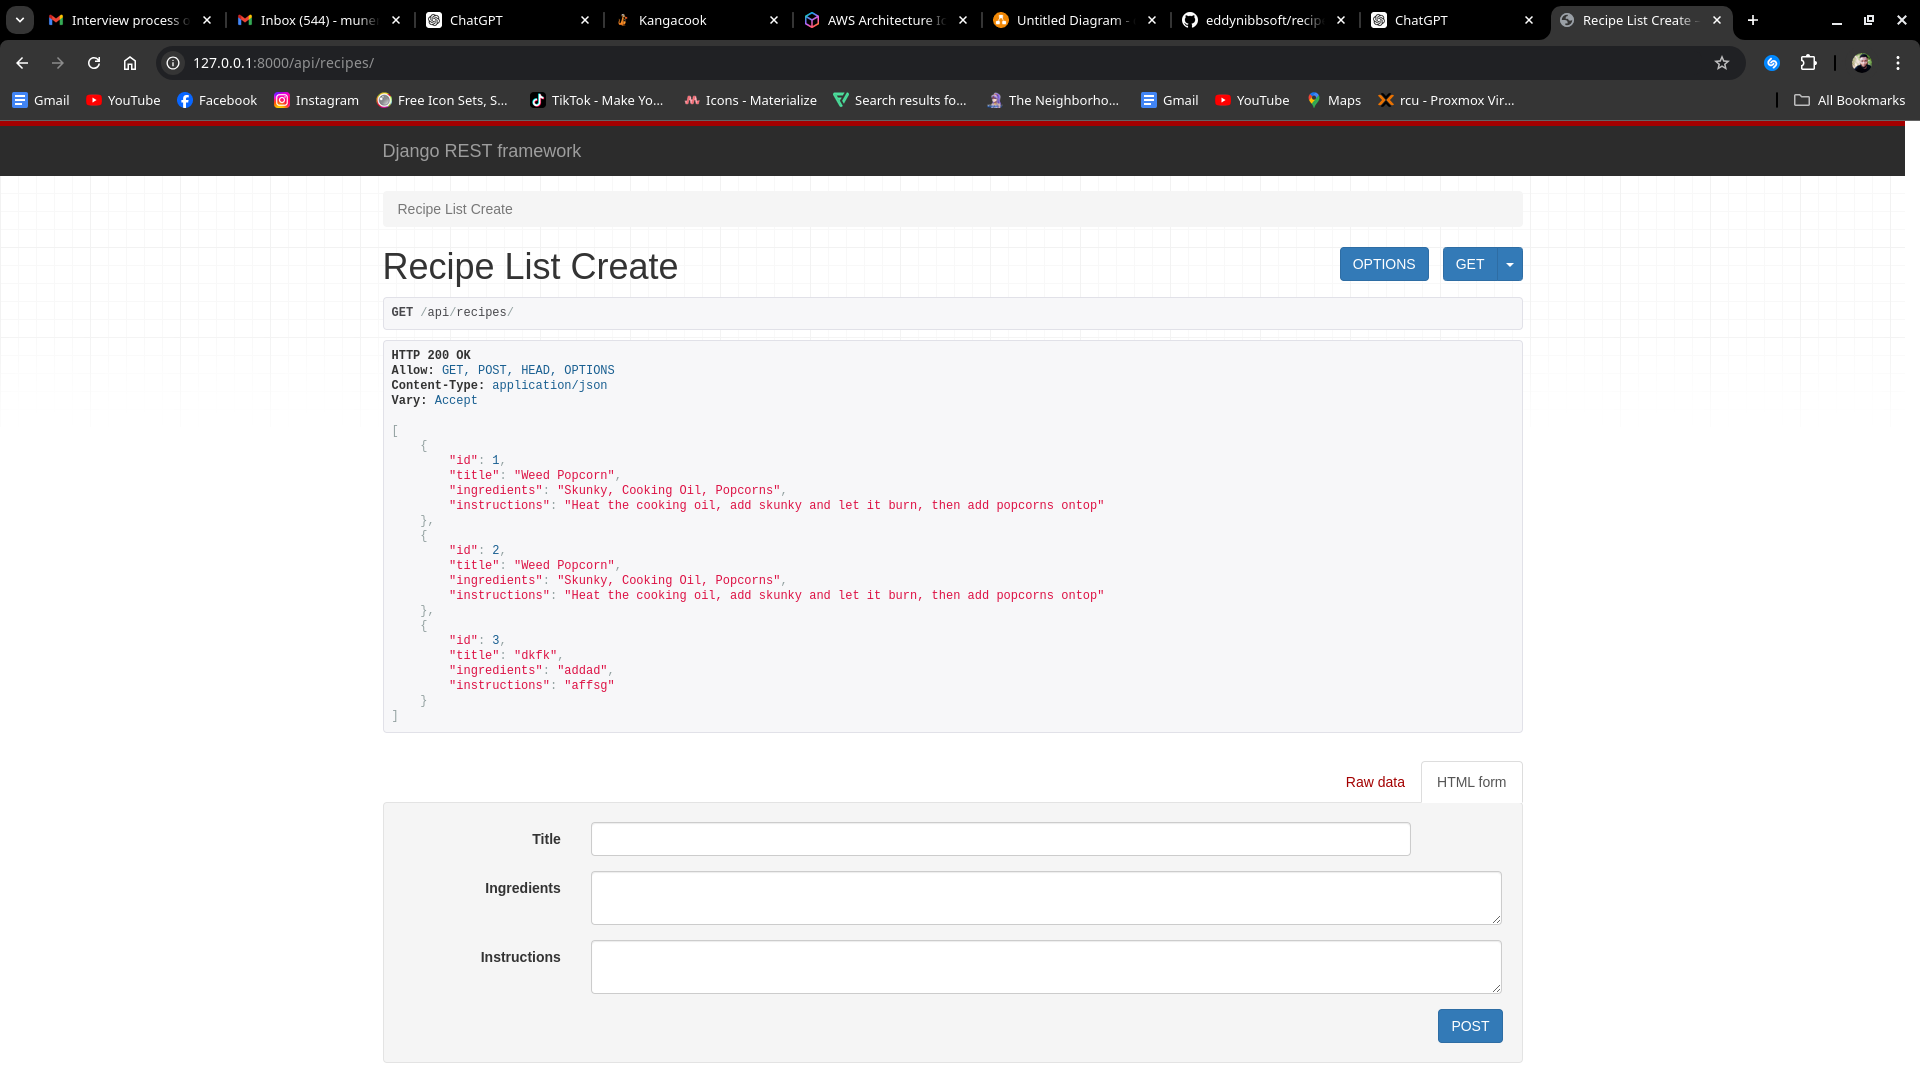 Interview process o
Inbox (544) - mune
ChatGPT
Kangacook
AWS Architecture Ic
Untitled Diagram -
eddynibbsoft/recip
ChatGPT
Recipe List Create -
127.0.0.1:8000/api/recipes/
Gmail
YouTube
Facebook
Instagram
Free Icon Sets, S...
TikTok - Make Yo...
Icons - Materialize
Search results fo...
The Neighborho...
Gmail
YouTube
Maps
rcu - Proxmox Vir...
All Bookmarks
Django REST framework
Recipe List Create
Recipe List Create
OPTIONS
GET
GET /api/recipes/
HTTP 200 OK
Allow: GET, POST, HEAD, OPTIONS
Content-Type: application/json
Vary: Accept
[
{
"id": 1,
"title": "Weed Popcorn",
"ingredients": "Skunky, Cooking Oil, Popcorns",
"instructions": "Heat the cooking oil, add skunky and let it burn, then add popcorns ontop"
},
{
"id": 2,
"title": "Weed Popcorn",
"ingredients": "Skunky, Cooking Oil, Popcorns",
"instructions": "Heat the cooking oil, add skunky and let it burn, then add popcorns ontop"
},
{
"id": 3,
"title": "dkfk",
"ingredients": "addad",
"instructions": "affsg"
}
]
Raw data
HTML form
Title
Ingredients
Instructions
POST